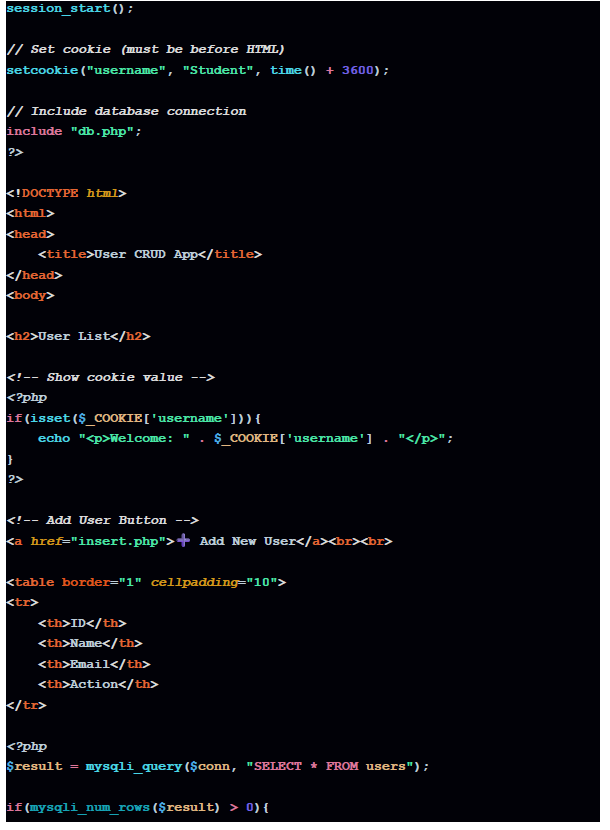 session_start();
// Set cookie (must be before HTML)
setcookie("username", "Student", time() + 3600);
// Include database connection
include "db.php";
?>
<!DOCTYPE html>
<html>
<head>
    <title>User CRUD App</title>
</head>
<body>
<h2>User List</h2>
<!-- Show cookie value -->
<?php
if(isset($_COOKIE['username'])){
    echo "<p>Welcome: " . $_COOKIE['username'] . "</p>";
}
?>
<!-- Add User Button -->
<a href="insert.php">➕ Add New User</a><br><br>
<table border="1" cellpadding="10">
<tr>
    <th>ID</th>
    <th>Name</th>
    <th>Email</th>
    <th>Action</th>
</tr>
<?php
$result = mysqli_query($conn, "SELECT * FROM users");
if(mysqli_num_rows($result) > 0){